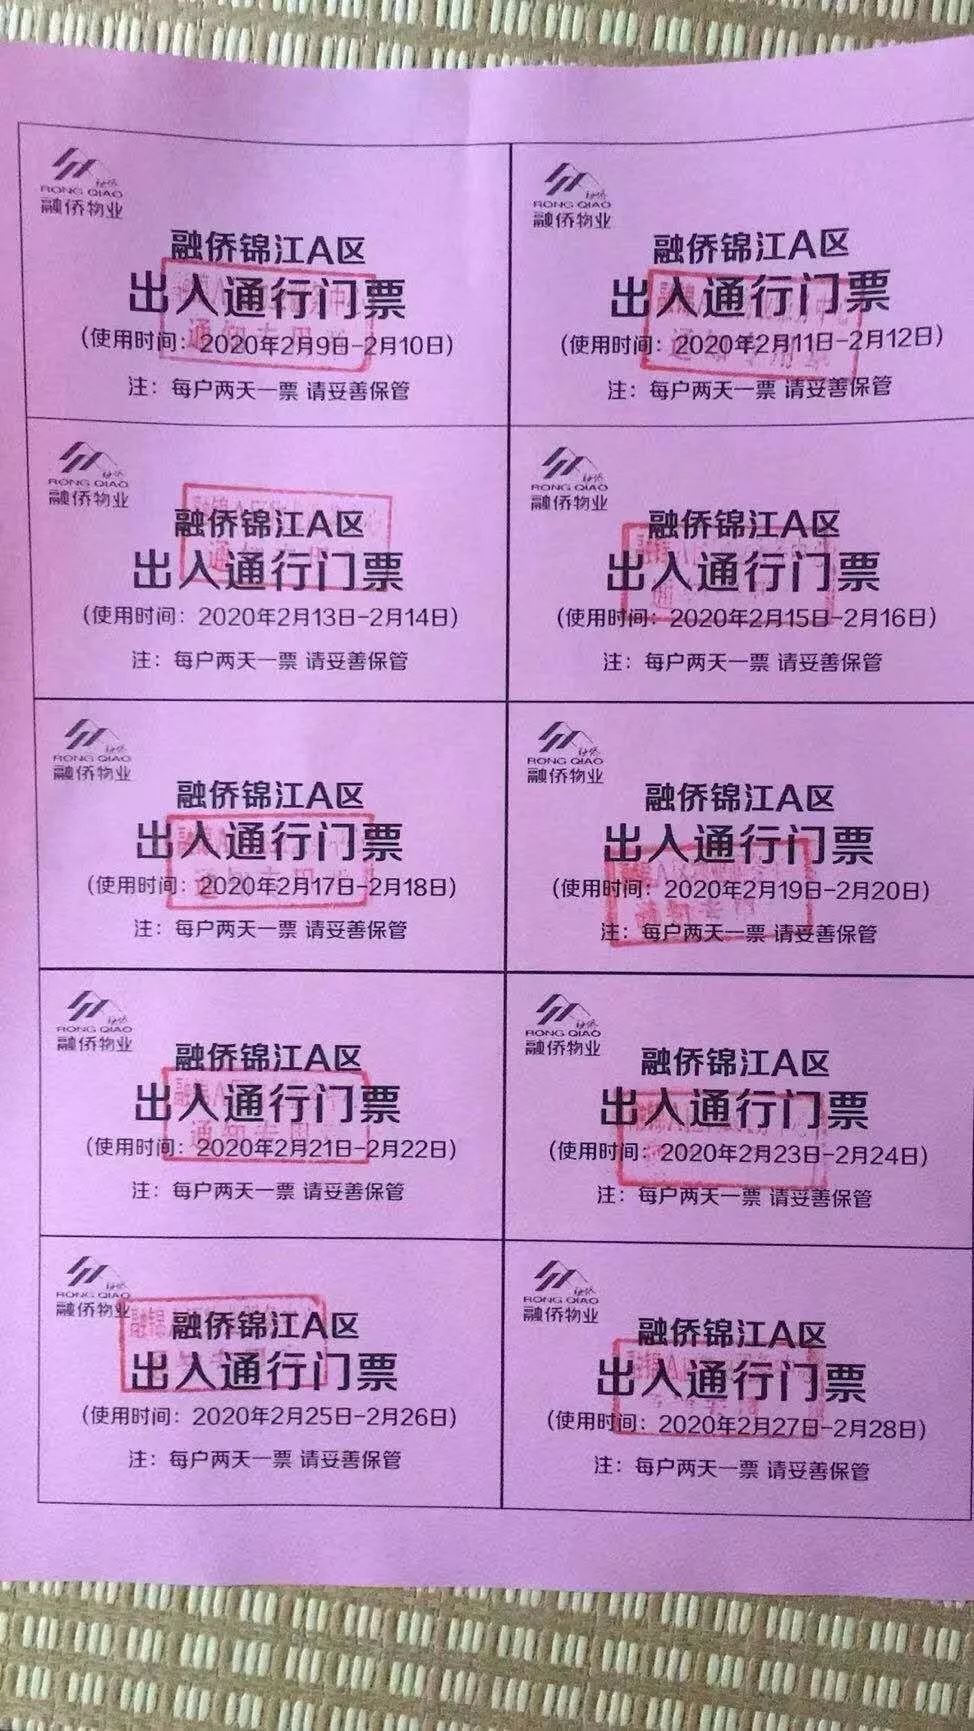 RONG QIAO
融侨物业
融侨锦江A区
出入通行门票
(使用时间：2020年2月9日-2月10日)
注：每户两天一票 请妥善保管
RONG QIAO
融侨物业
融侨锦江A区
出入通行门票
(使用时间：2020年2月11日-2月12日)
注：每户两天一票 请妥善保管
RONG QIAO
融侨物业
融侨锦江A区
出入通行门票
(使用时间：2020年2月13日-2月14日)
注：每户两天一票 请妥善保管
RONG QIAO
融侨物业
融侨锦江A区
出入通行门票
(使用时间：2020年2月15日-2月16日)
注：每户两天一票 请妥善保管
RONG QIAO
融侨物业
融侨锦江A区
出入通行门票
(使用时间：2020年2月17日-2月18日)
注：每户两天一票 请妥善保管
RONG QIAO
融侨物业
融侨锦江A区
出入通行门票
(使用时间：2020年2月19日-2月20日)
注：每户两天一票 请妥善保管
RONG QIAO
融侨物业
融侨锦江A区
出入通行门票
(使用时间：2020年2月21日-2月22日)
注：每户两天一票 请妥善保管
RONG QIAO
融侨物业
融侨锦江A区
出入通行门票
(使用时间：2020年2月23日-2月24日)
注：每户两天一票 请妥善保管
RONG QIAO
融侨物业
融侨锦江A区
出入通行门票
(使用时间：2020年2月25日-2月26日)
注：每户两天一票 请妥善保管
RONG QIAO
融侨物业
融侨锦江A区
出入通行门票
(使用时间：2020年2月27日-2月28日)
注：每户两天一票 请妥善保管